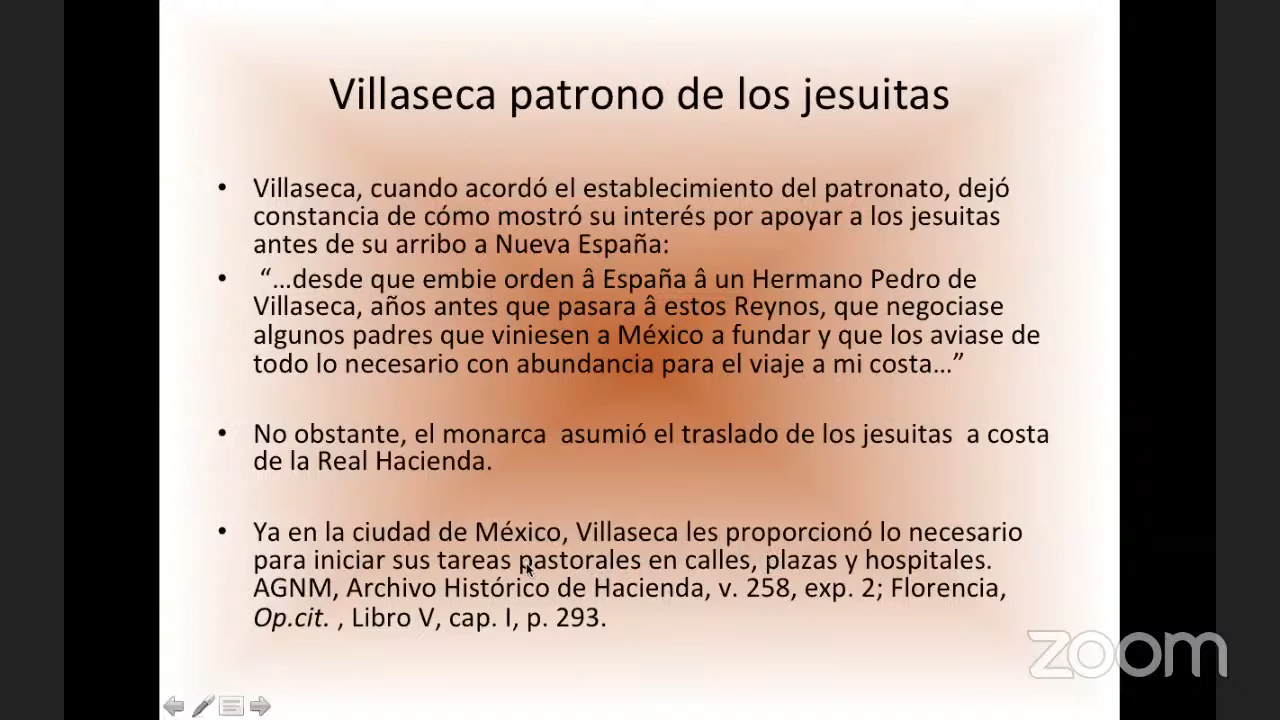 Villaseca patrono de los jesuitas
• Villaseca, cuando acordó el establecimiento del patronato, dejó
constancia de cómo mostró su interés por apoyar a los jesuitas
antes de su arribo a Nueva España:
• “…desde que embie orden â España â un Hermano Pedro de
Villaseca, años antes que pasara â estos Reynos, que negociase
algunos padres que viniesen a México a fundar y que los aviase de
todo lo necesario con abundancia para el viaje a mi costa…”
• No obstante, el monarca asumió el traslado de los jesuitas a costa
de la Real Hacienda.
• Ya en la ciudad de México, Villaseca les proporcionó lo necesario
para iniciar sus tareas pastorales en calles, plazas y hospitales.
AGNM, Archivo Histórico de Hacienda, v. 258, exp. 2; Florencia,
Op.cit. , Libro V, cap. I, p. 293.
zoom